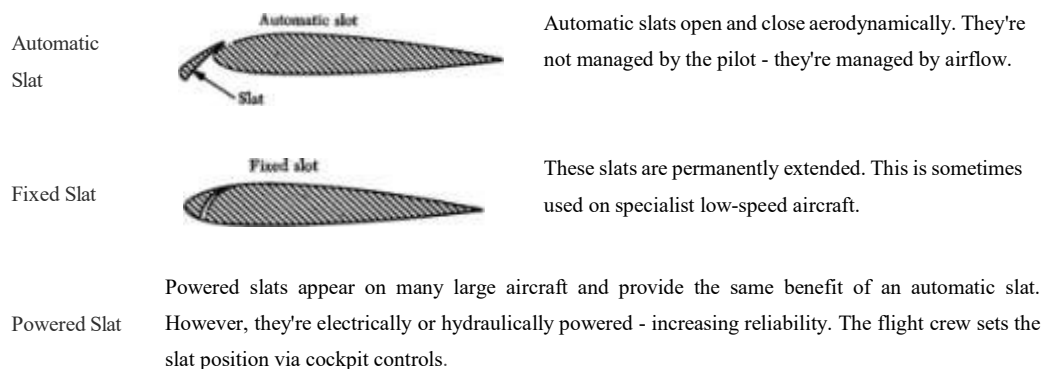 Automatic
Slat
Automatic slot
Slat
Automatic slats open and close aerodynamically. They're
not managed by the pilot - they're managed by airflow.
Fixed Slat
Fixed slot
These slats are permanently extended. This is sometimes
used on specialist low-speed aircraft.
Powered Slat
Powered slats appear on many large aircraft and provide the same benefit of an automatic slat.
However, they're electrically or hydraulically powered - increasing reliability. The flight crew sets the
slat position via cockpit controls.